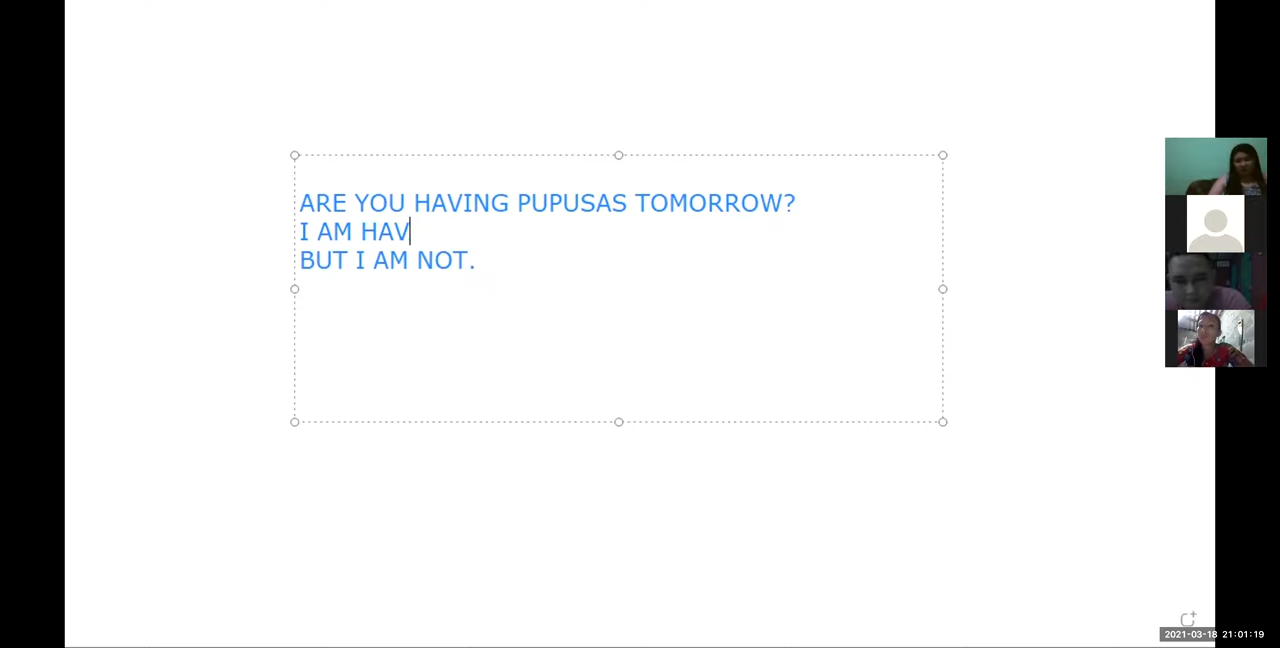 ARE YOU HAVING PUPUSAS TOMORROW?
I AM HAV
BUT I AM NOT.
2021-03-18 21:01:19